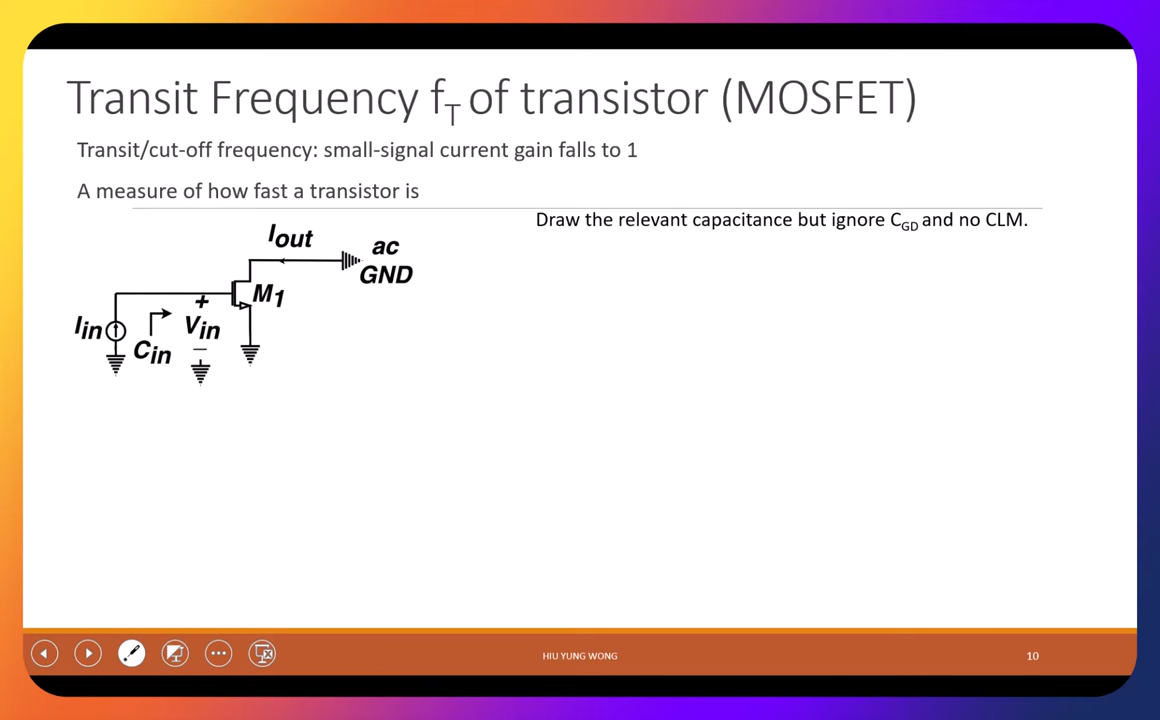 Transit Frequency fT of transistor (MOSFET)
Transit/cut-off frequency: small-signal current gain falls to 1
A measure of how fast a transistor is
Draw the relevant capacitance but ignore CGD and no CLM.
Iout
ac
GND
M1
+
Iin
Vin
Cin
–
HIU YUNG WONG
10